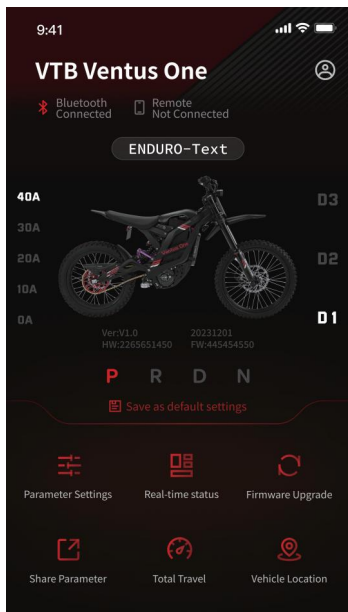 9:41
VTB Ventus One
Bluetooth
Connected
Remote
Not Connected
ENDURO-Text
40A
30A
20A
10A
0A
D3
D2
D1
Ver:V1.0 20231201
HW:2265651450 FW:445454550
P R D N
Save as default settings
Parameter Settings
Real-time status
Firmware Upgrade
Share Parameter
Total Travel
Vehicle Location